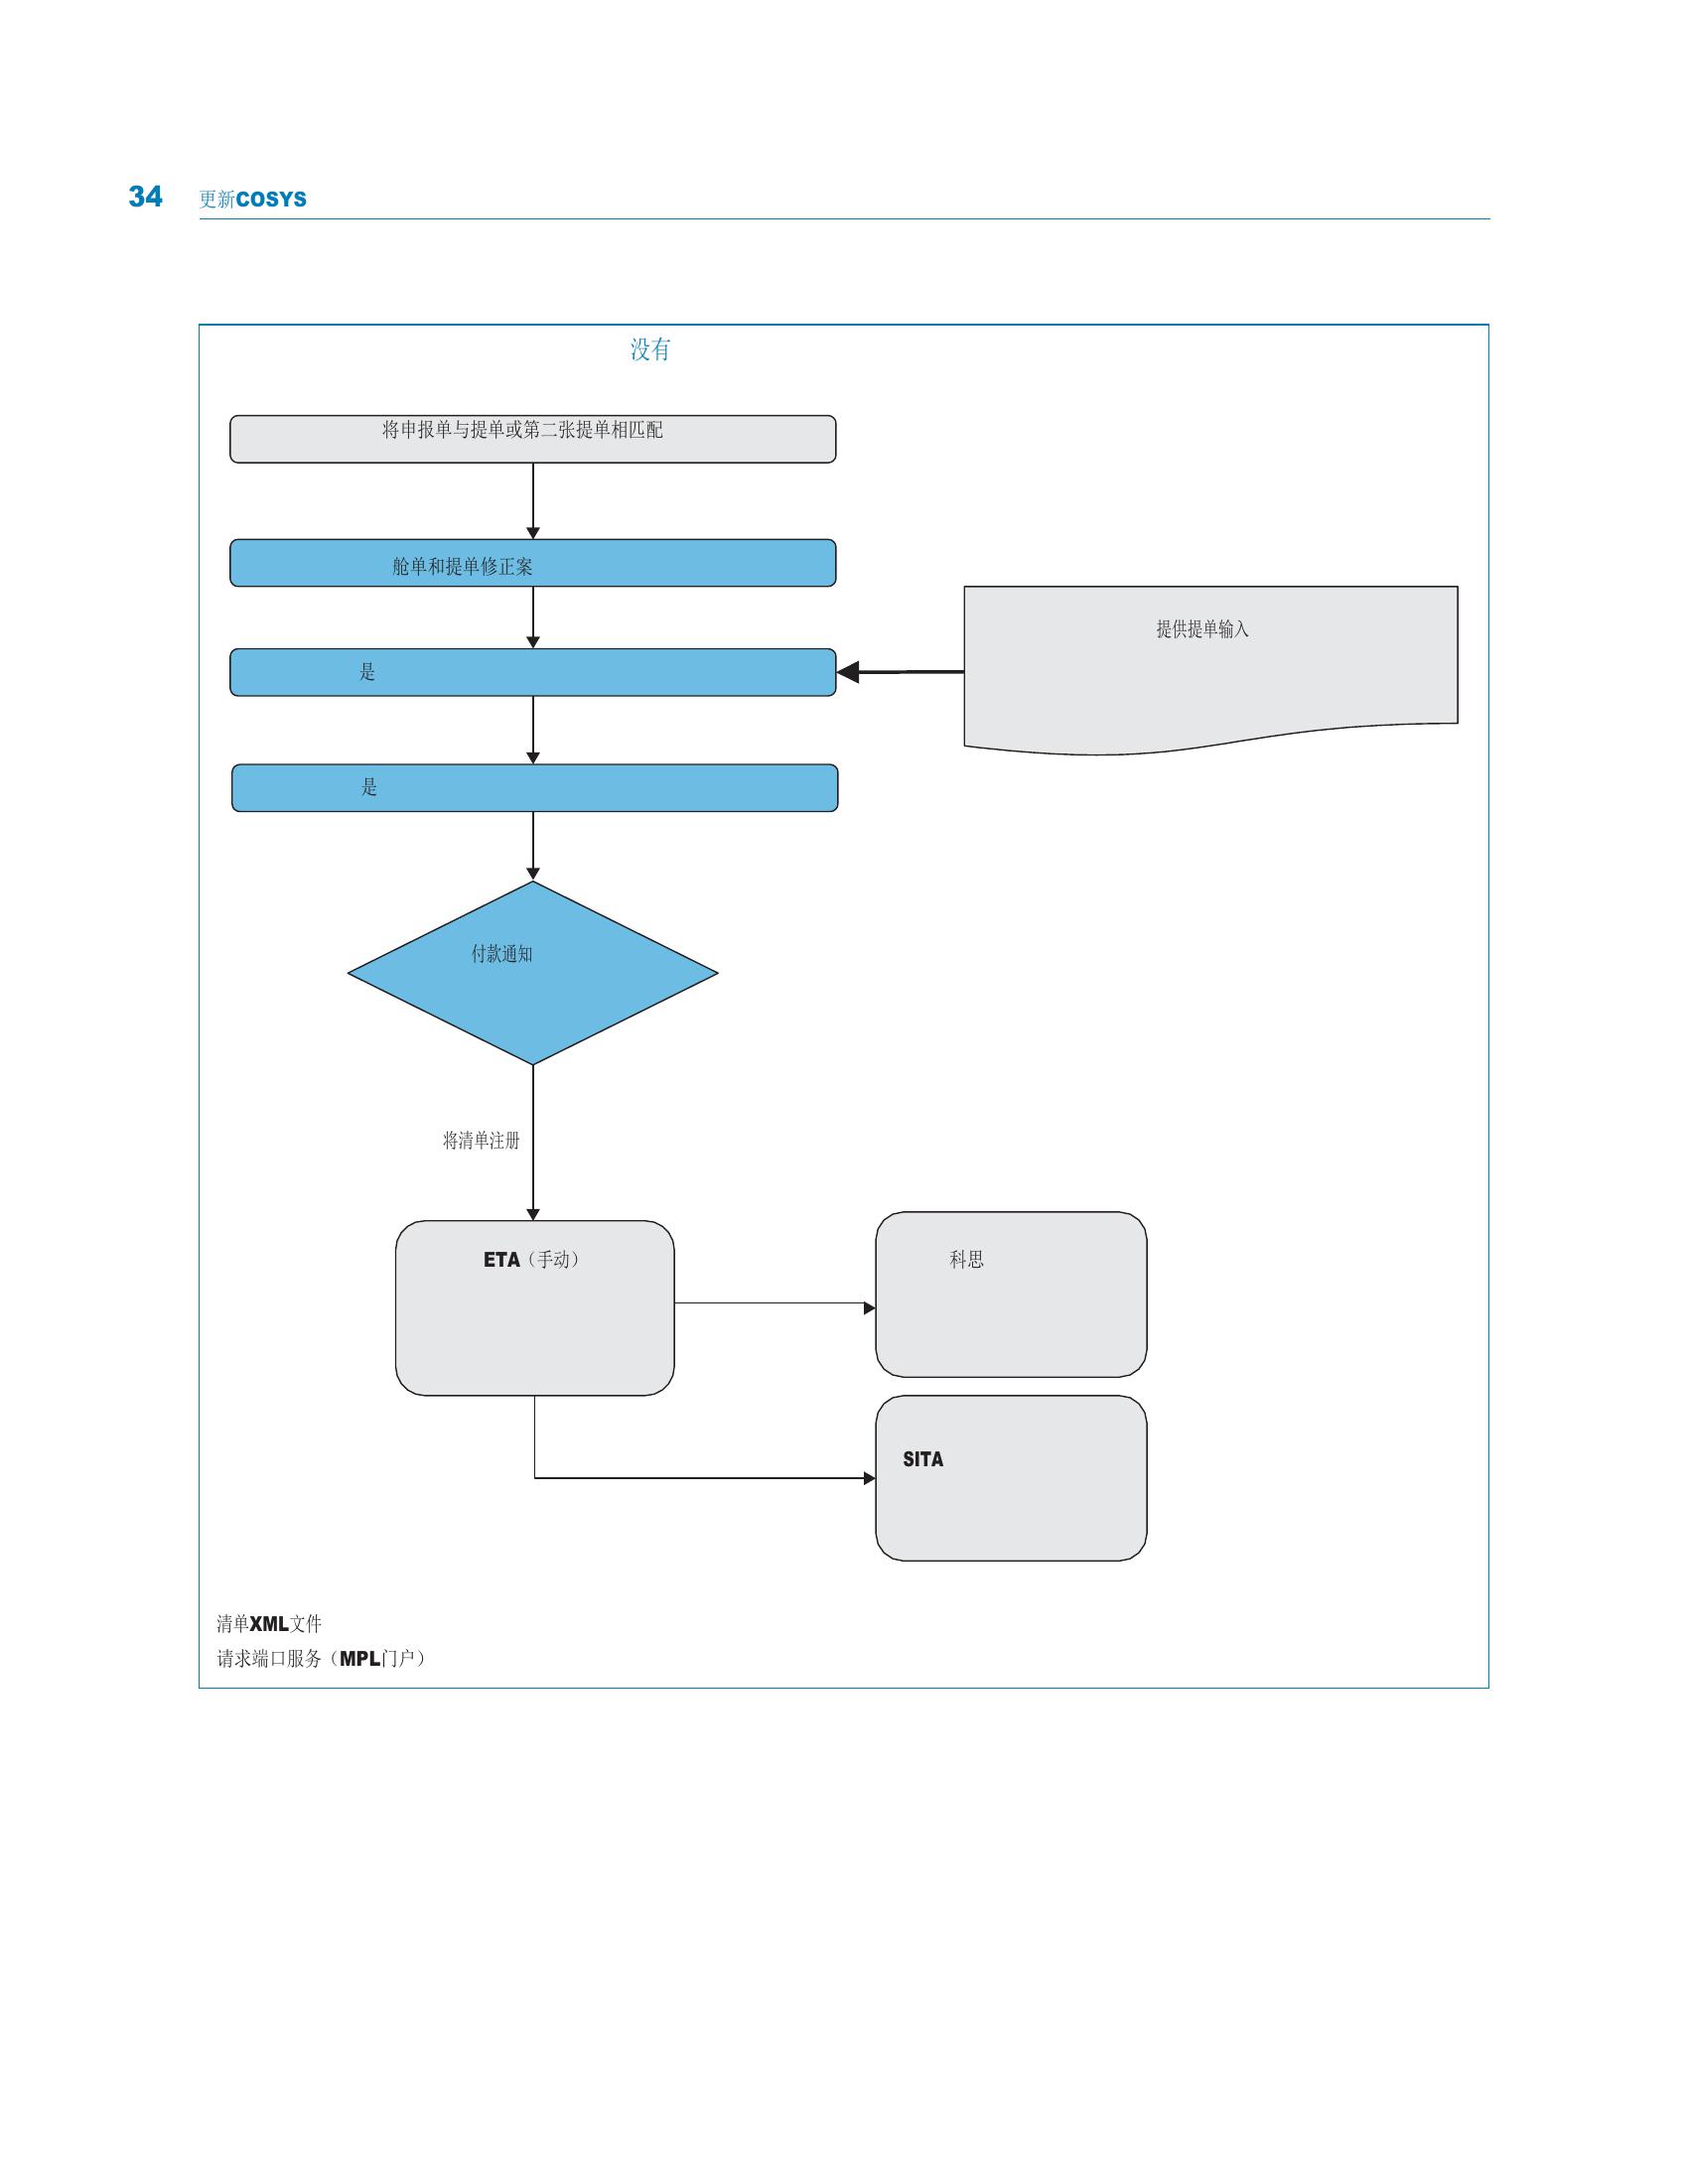 34 更新COSYS
没有
将申报单与提单或第二张提单相匹配
舱单和提单修正案
提供提单输入
是
是
付款通知
将清单注册
ETA（手动）
科思
SITA
清单XML文件
请求端口服务（MPL门户）